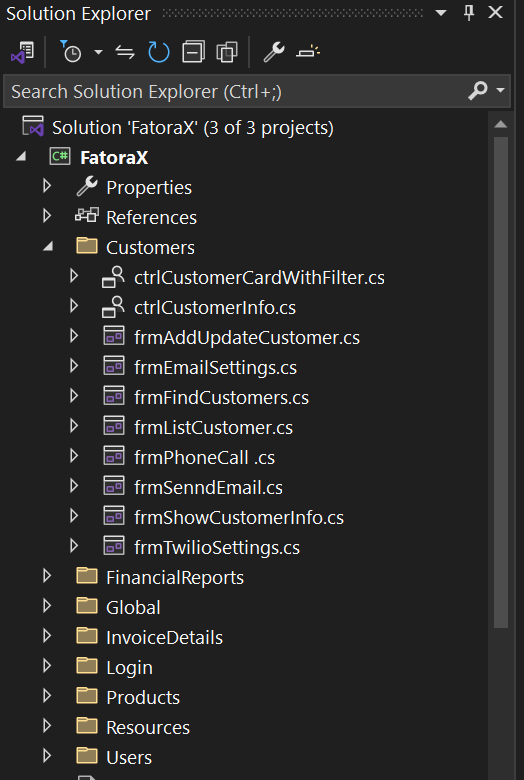 Solution Explorer
Search Solution Explorer (Ctrl+;)
Solution 'FatoraX' (3 of 3 projects)
C# FatoraX
Properties
References
Customers
ctrlCustomerCardWithFilter.cs
ctrlCustomerInfo.cs
frmAddUpdateCustomer.cs
frmEmailSettings.cs
frmFindCustomers.cs
frmListCustomer.cs
frmPhoneCall .cs
frmSenndEmail.cs
frmShowCustomerInfo.cs
frmTwilioSettings.cs
FinancialReports
Global
InvoiceDetails
Login
Products
Resources
Users